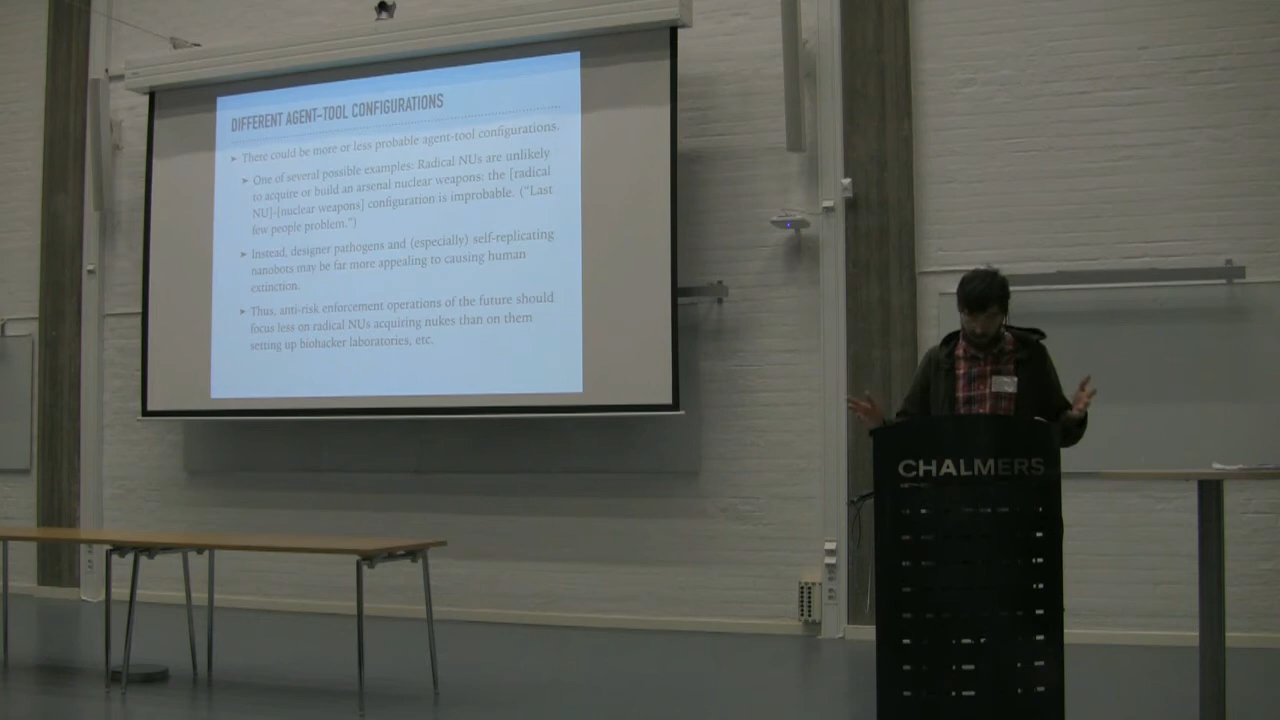 DIFFERENT AGENT-TOOL CONFIGURATIONS
➤ There could be more or less probable agent-tool configurations.
➤ One of several possible examples: Radical NUs are unlikely
to acquire or build an arsenal nuclear weapons: the [radical
NU]-[nuclear weapons] configuration is improbable. ("Last
few people problem.")
➤ Instead, designer pathogens and (especially) self-replicating
nanobots may be far more appealing to causing human
extinction.
➤ Thus, anti-risk enforcement operations of the future should
focus less on radical NUs acquiring nukes than on them
setting up biohacker laboratories, etc.
CHALMERS